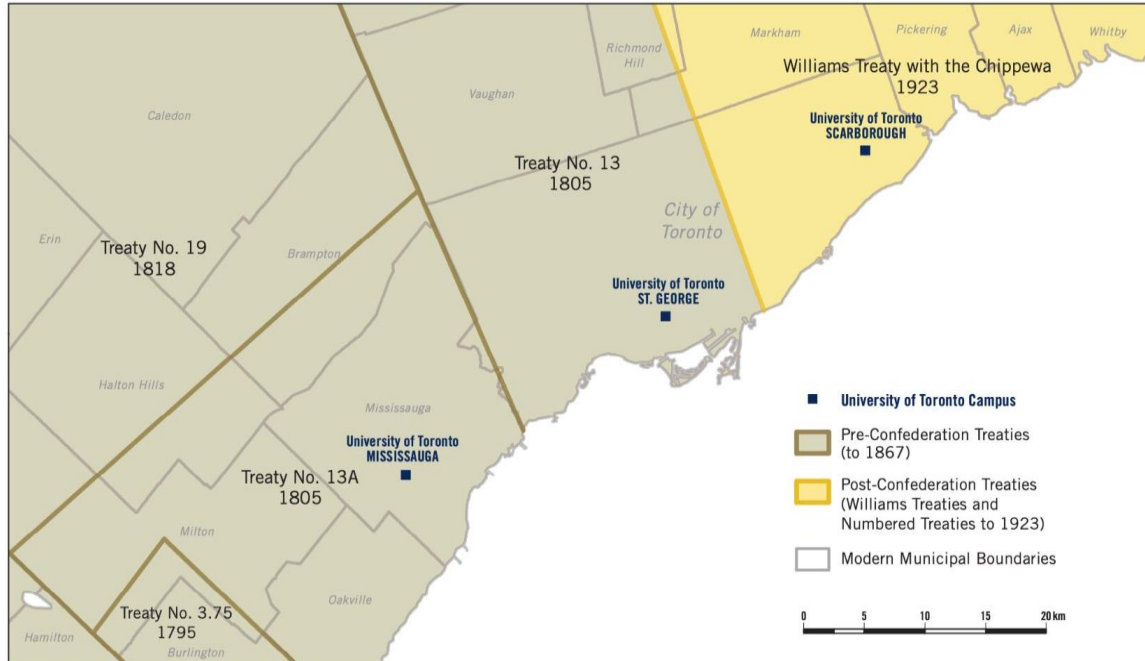 Markham
Pickering
Ajax
Whitby
Richmond
Hill
Williams Treaty with the Chippewa
1923
Vaughan
Caledon
University of Toronto
SCARBOROUGH
Treaty No. 13
1805
City of
Toronto
Erin
Treaty No. 19
1818
Brampton
University of Toronto
ST. GEORGE
Halton Hills
Mississauga
University of Toronto
MISSISSAUGA
Treaty No. 13A
1805
Milton
Oakville
Treaty No. 3.75
1795
Hamilton
Burlington
University of Toronto Campus
Pre-Confederation Treaties
(to 1867)
Post-Confederation Treaties
(Williams Treaties and
Numbered Treaties to 1923)
Modern Municipal Boundaries
0 5 10 15 20 km